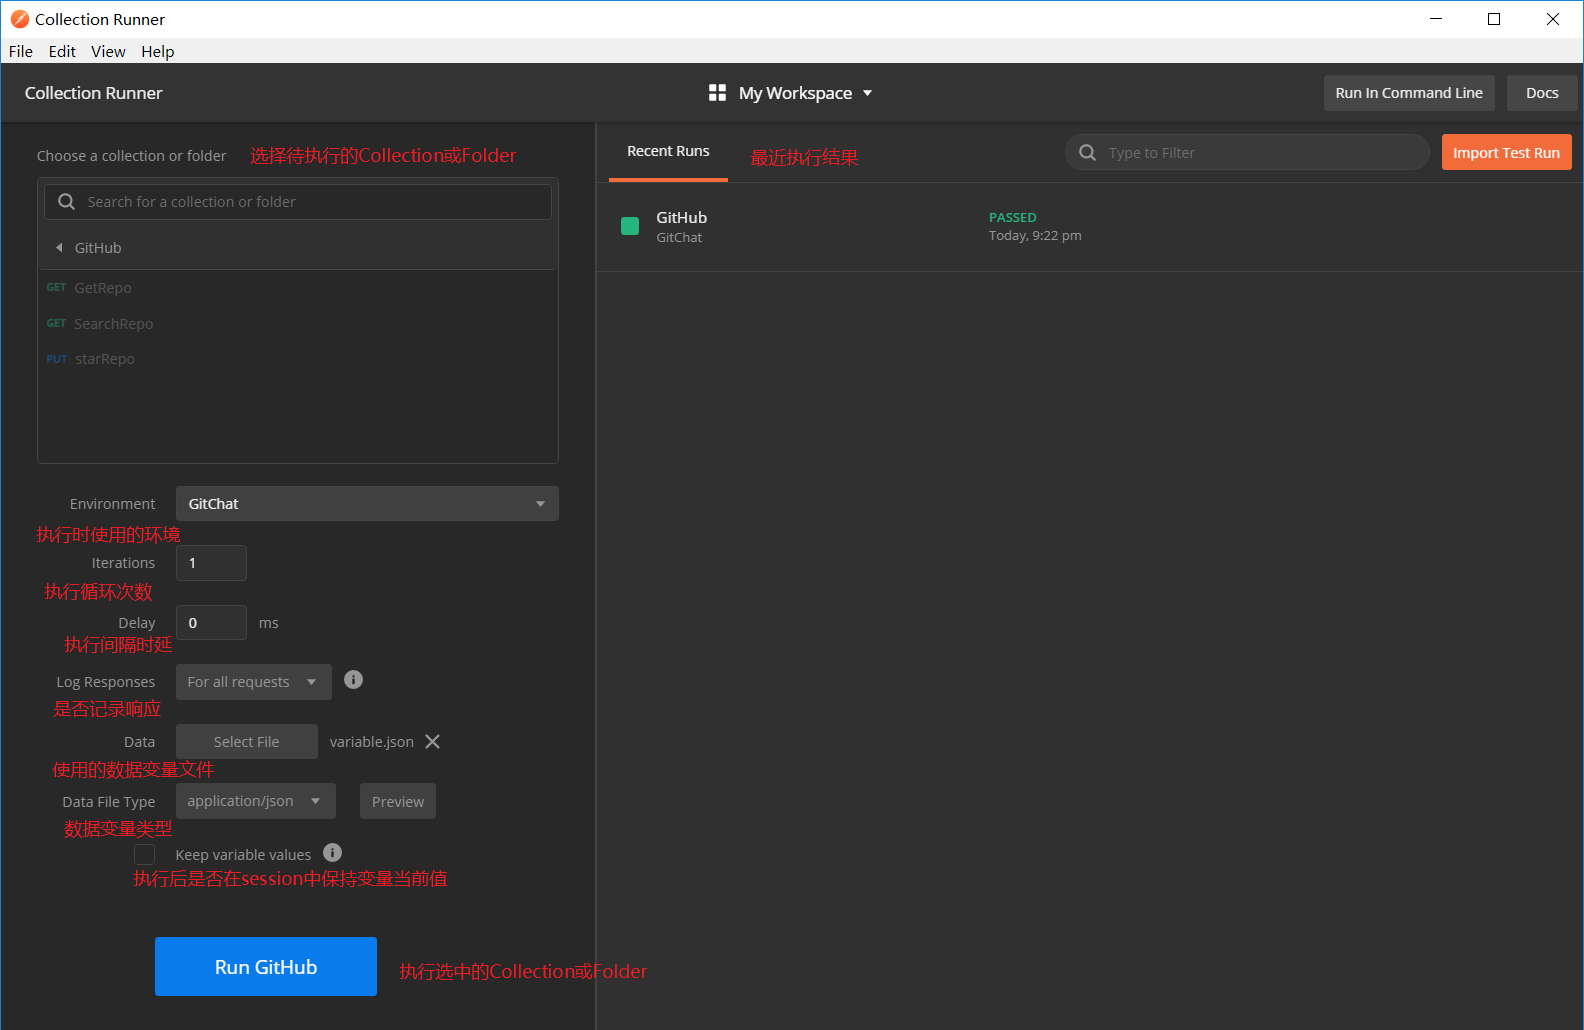 Collection Runner
File Edit View Help
Collection Runner
My Workspace
Run In Command Line
Docs
Choose a collection or folder
选择待执行的Collection或Folder
Search for a collection or folder
GitHub
GET GetRepo
GET SearchRepo
PUT starRepo
Environment GitChat
执行时使用的环境
Iterations 1
执行循环次数
Delay 0 ms
执行间隔时延
Log Responses For all requests
是否记录响应
Data Select File variable.json
使用的数据变量文件
Data File Type application/json Preview
数据变量类型
Keep variable values
执行后是否在session中保持变量当前值
Run GitHub
执行选中的Collection或Folder
Recent Runs
最近执行结果
Type to Filter
Import Test Run
GitHub
GitChat
PASSED
Today, 9:22 pm